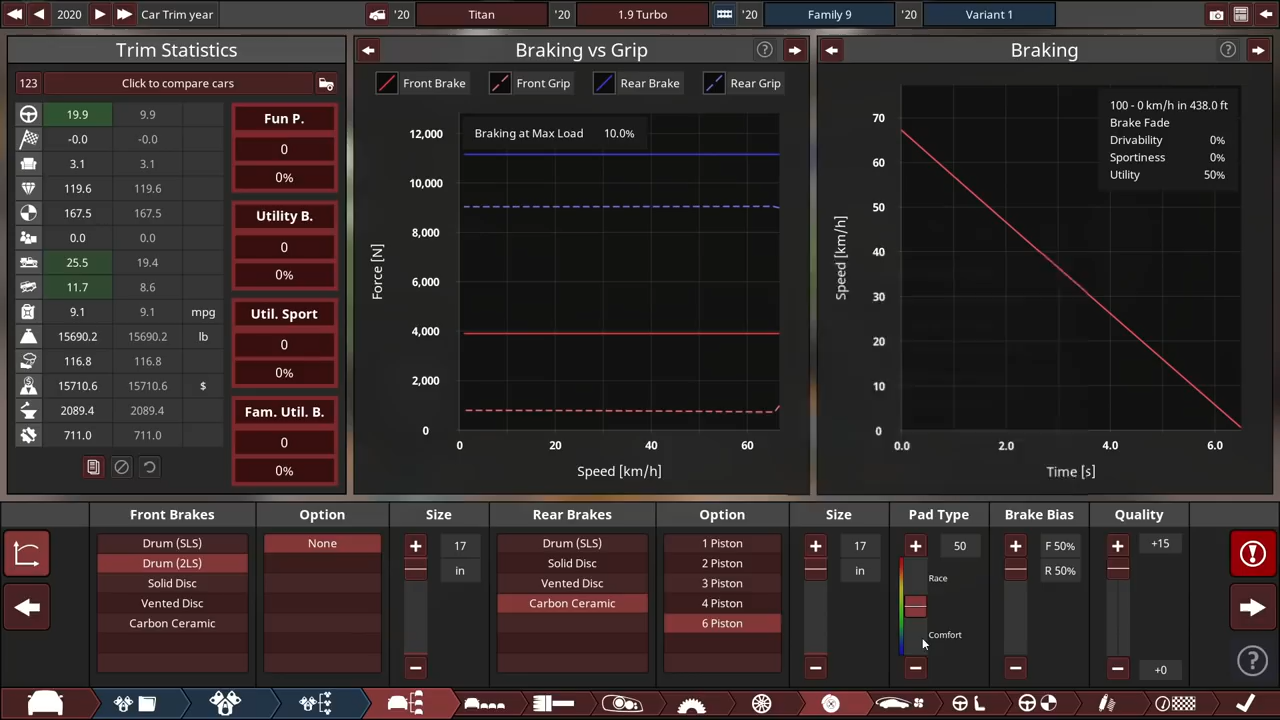 2020 Car Trim year '20 Titan '20 1.9 Turbo '20 Family 9 '20 Variant 1
Trim Statistics
123 Click to compare cars
19.9 9.9
-0.0 -0.0
3.1 3.1
119.6 119.6
167.5 167.5
0.0 0.0
25.5 19.4
11.7 8.6
9.1 9.1 mpg
15690.2 15690.2 lb
116.8 116.8
15710.6 15710.6 $
2089.4 2089.4
711.0 711.0
Fun P.
0
0%
Utility B.
0
0%
Util. Sport
0
0%
Fam. Util. B.
0
0%
Braking vs Grip ?
Front Brake Front Grip Rear Brake Rear Grip
Braking at Max Load 10.0%
12,000
10,000
8,000
6,000
4,000
2,000
0
Force [N]
0 20 40 60
Speed [km/h]
Braking ?
100 - 0 km/h in 438.0 ft
Brake Fade
Drivability 0%
Sportiness 0%
Utility 50%
70
60
50
40
30
20
10
0
Speed [km/h]
0.0 2.0 4.0 6.0
Time [s]
Front Brakes
Drum (SLS)
Drum (2LS)
Solid Disc
Vented Disc
Carbon Ceramic
Option
None
Size
17
in
Rear Brakes
Drum (SLS)
Solid Disc
Vented Disc
Carbon Ceramic
Option
1 Piston
2 Piston
3 Piston
4 Piston
6 Piston
Size
17
in
Pad Type
50
Race
Comfort
Brake Bias
F 50%
R 50%
Quality
+15
+0
?